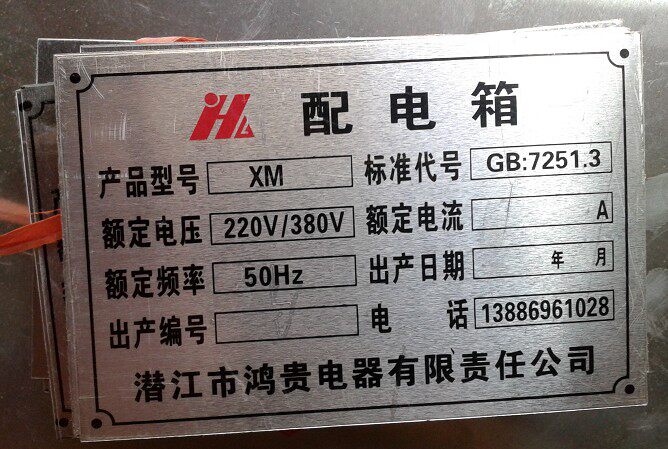 配电箱
产品型号 XM 标准代号 GB:7251.3
额定电压 220V/380V 额定电流 A
额定频率 50Hz 出产日期 年 月
出产编号 电 话 13886961028
潜江市鸿贵电器有限责任公司